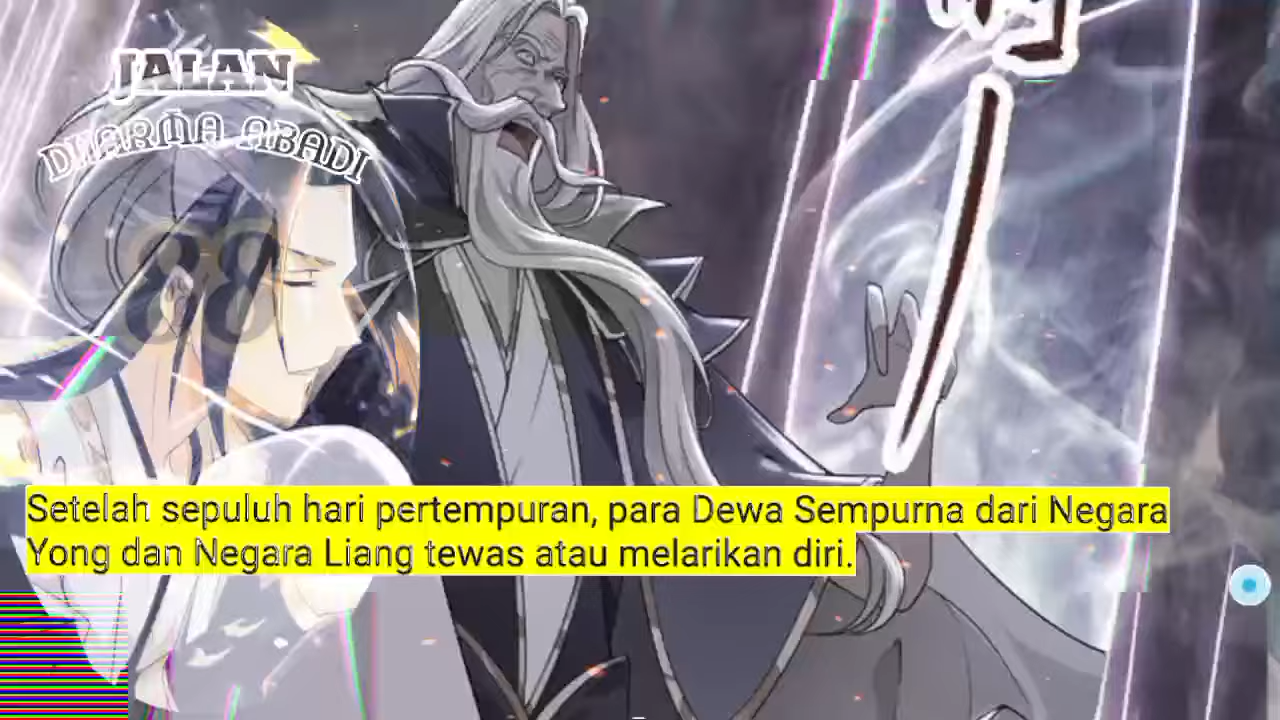 JALAN
DHARMA ABADI
88
Setelah sepuluh hari pertempuran, para Dewa Sempurna dari Negara
Yong dan Negara Liang tewas atau melarikan diri.